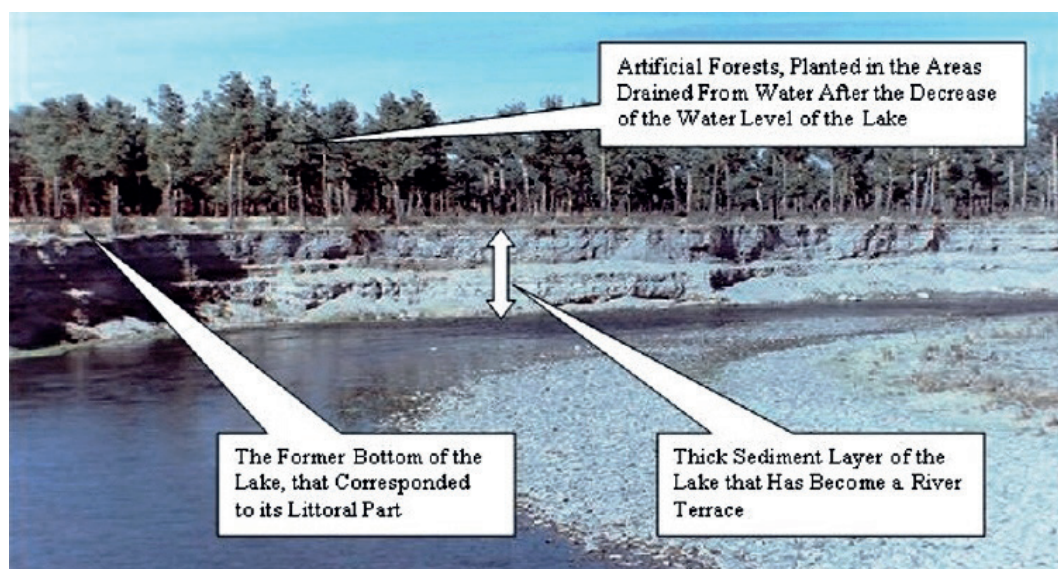 Artificial Forests, Planted in the Areas
Drained From Water After the Decrease
of the Water Level of the Lake
The Former Bottom of the
Lake, that Corresponded
to its Littoral Part
Thick Sediment Layer of the
Lake that Has Become a River
Terrace